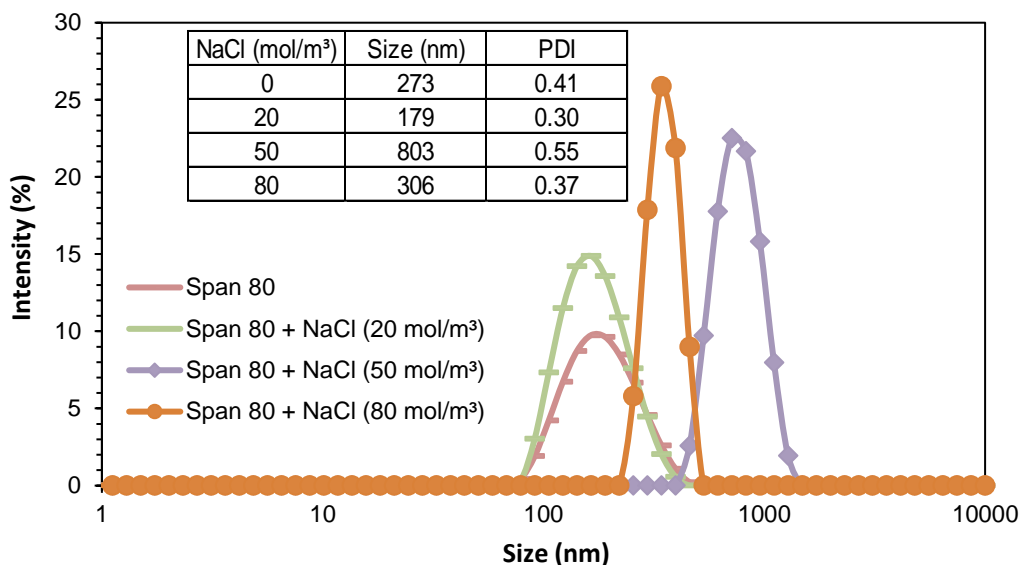 30
25
20
15
10
5
0
Intensity (%)
NaCl (mol/m³) Size (nm) PDI
0 273 0.41
20 179 0.30
50 803 0.55
80 306 0.37
Span 80
Span 80 + NaCl (20 mol/m³)
Span 80 + NaCl (50 mol/m³)
Span 80 + NaCl (80 mol/m³)
1 10 100 1000 10000
Size (nm)